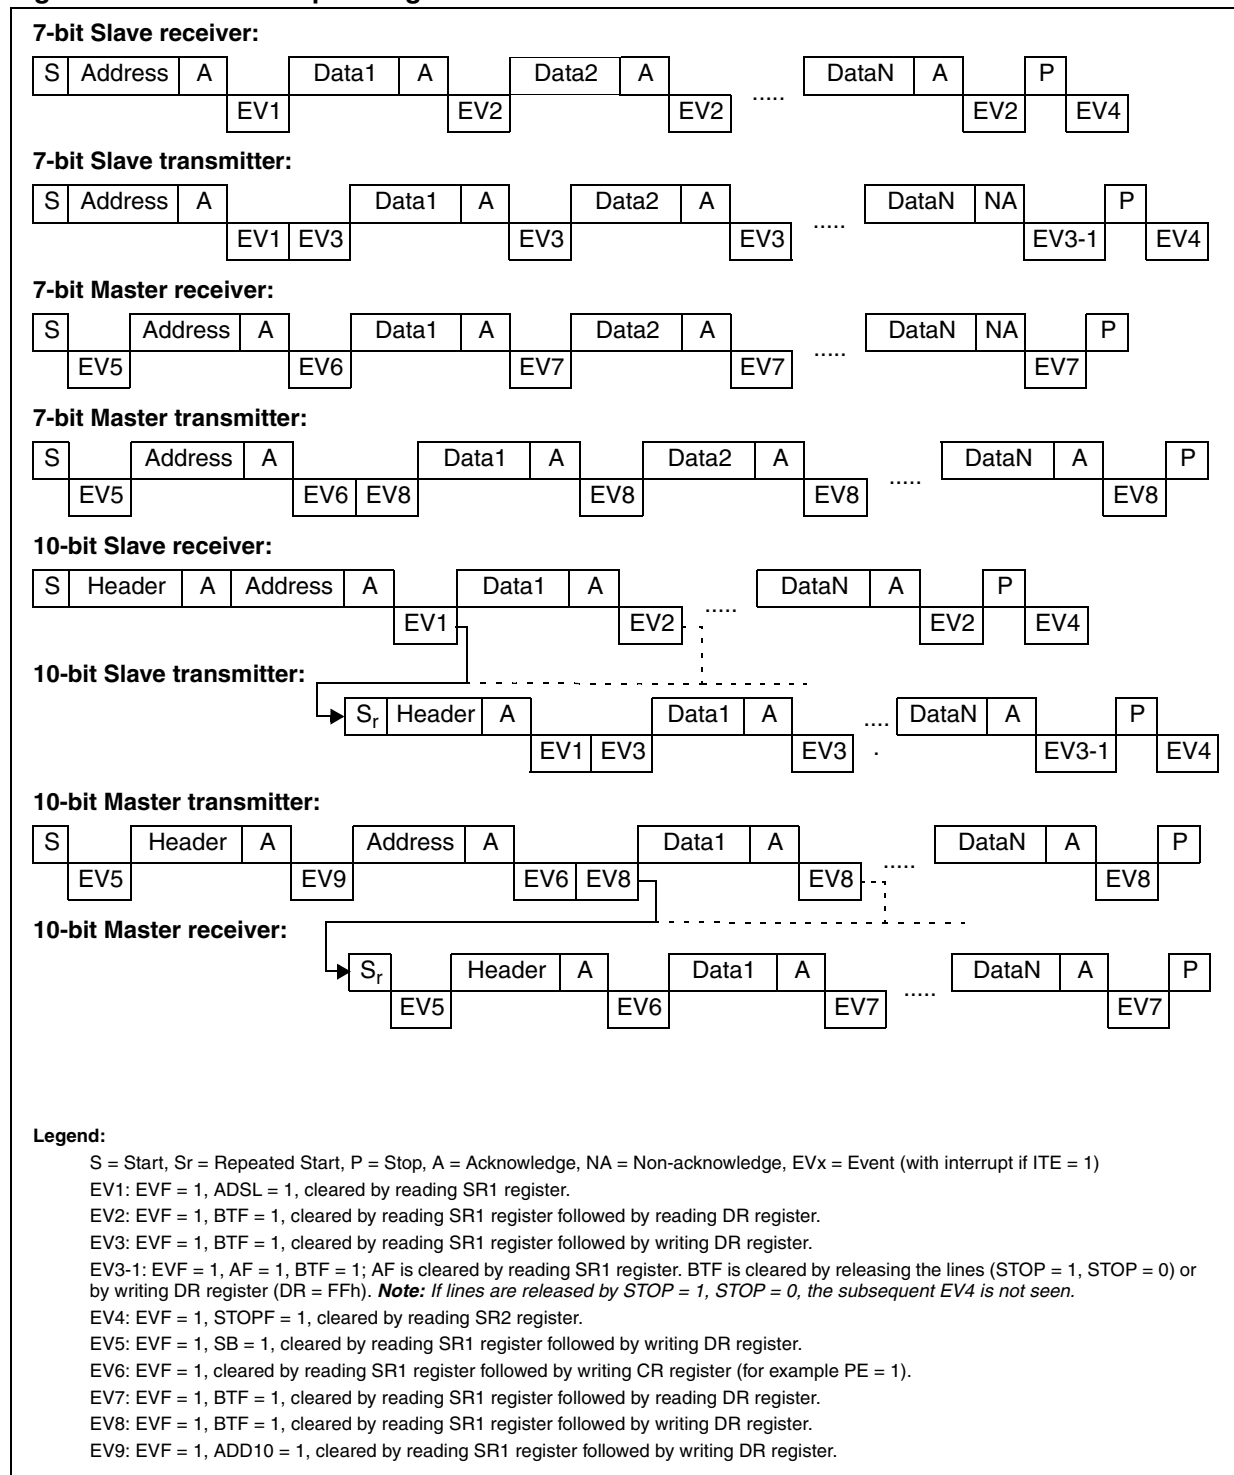 7-bit Slave receiver:
S Address A Data1 A Data2 A ..... DataN A P
EV1 EV2 EV2 EV2 EV4
7-bit Slave transmitter:
S Address A Data1 A Data2 A ..... DataN NA P
EV1 EV3 EV3 EV3 EV3-1 EV4
7-bit Master receiver:
S Address A Data1 A Data2 A ..... DataN NA P
EV5 EV6 EV7 EV7 EV7
7-bit Master transmitter:
S Address A Data1 A Data2 A ..... DataN A P
EV5 EV6 EV8 EV8 EV8 EV8
10-bit Slave receiver:
S Header A Address A Data1 A ..... DataN A P
EV1 EV2 EV2 EV4
10-bit Slave transmitter:
Sr Header A Data1 A .... DataN A P
EV1 EV3 EV3 . EV3-1 EV4
10-bit Master transmitter:
S Header A Address A Data1 A ..... DataN A P
EV5 EV9 EV6 EV8 EV8 EV8
10-bit Master receiver:
Sr Header A Data1 A ..... DataN A P
EV5 EV6 EV7 EV7
Legend:
S = Start, Sr = Repeated Start, P = Stop, A = Acknowledge, NA = Non-acknowledge, EVx = Event (with interrupt if ITE = 1)
EV1: EVF = 1, ADSL = 1, cleared by reading SR1 register.
EV2: EVF = 1, BTF = 1, cleared by reading SR1 register followed by reading DR register.
EV3: EVF = 1, BTF = 1, cleared by reading SR1 register followed by writing DR register.
EV3-1: EVF = 1, AF = 1, BTF = 1; AF is cleared by reading SR1 register. BTF is cleared by releasing the lines (STOP = 1, STOP = 0) or
by writing DR register (DR = FFh). Note: If lines are released by STOP = 1, STOP = 0, the subsequent EV4 is not seen.
EV4: EVF = 1, STOPF = 1, cleared by reading SR2 register.
EV5: EVF = 1, SB = 1, cleared by reading SR1 register followed by writing DR register.
EV6: EVF = 1, cleared by reading SR1 register followed by writing CR register (for example PE = 1).
EV7: EVF = 1, BTF = 1, cleared by reading SR1 register followed by reading DR register.
EV8: EVF = 1, BTF = 1, cleared by reading SR1 register followed by writing DR register.
EV9: EVF = 1, ADD10 = 1, cleared by reading SR1 register followed by writing DR register.